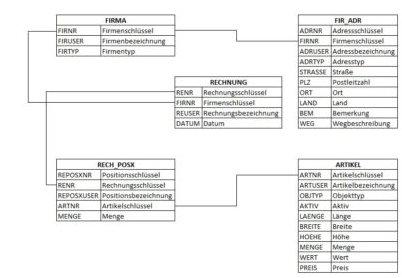 FIRMA
FIRNR Firmenschlüssel
FIRUSER Firmenbezeichnung
FIRTYP Firmentyp
FIR_ADR
ADRNR Adressschlüssel
FIRNR Firmenschlüssel
ADRUSER Adressbezeichnung
ADRTYP Adresstyp
STRASSE Straße
PLZ Postleitzahl
ORT Ort
LAND Land
BEM Bemerkung
WEG Wegbeschreibung
RECHNUNG
RENR Rechnungsschlüssel
FIRNR Firmenschlüssel
REUSER Rechnungsbezeichnung
DATUM Datum
RECH_POSX
REPOSXNR Positionsschlüssel
RENR Rechnungsschlüssel
REPOSXUSER Positionsbezeichnung
ARTNR Artikelschlüssel
MENGE Menge
ARTIKEL
ARTNR Artikelschlüssel
ARTUSER Artikelbezeichnung
OBJTYP Objekttyp
AKTIV Aktiv
LAENGE Länge
BREITE Breite
HOEHE Höhe
MENGE Menge
WERT Wert
PREIS Preis